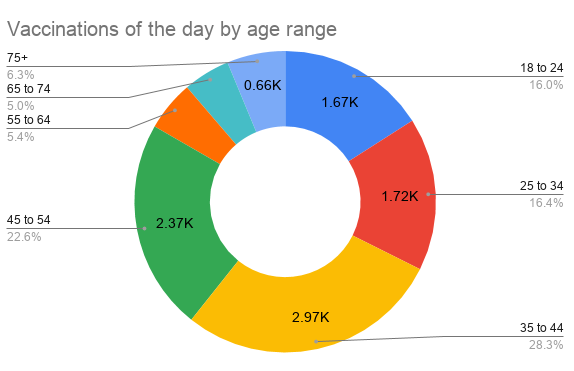 Vaccinations of the day by age range
75+
6.3%
65 to 74
5.0%
55 to 64
5.4%
45 to 54
22.6%
18 to 24
16.0%
25 to 34
16.4%
35 to 44
28.3%
0.66K
1.67K
1.72K
2.37K
2.97K